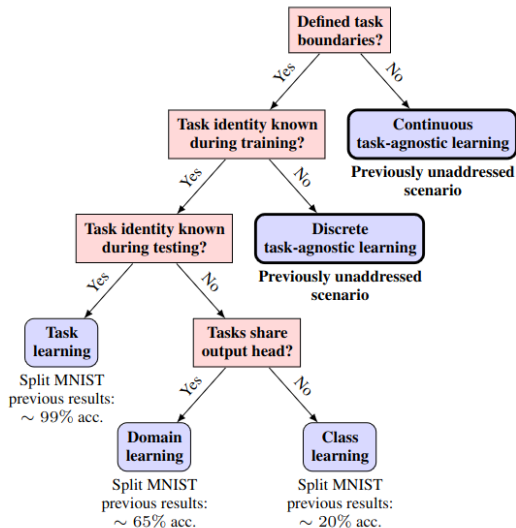 Defined task
boundaries?
Yes
No
Task identity known
during training?
Continuous
task-agnostic learning
Previously unaddressed
scenario
Yes
No
Task identity known
during testing?
Discrete
task-agnostic learning
Previously unaddressed
scenario
Yes
No
Task
learning
Split MNIST
previous results:
∼ 99% acc.
Tasks share
output head?
Yes
No
Domain
learning
Split MNIST
previous results:
∼ 65% acc.
Class
learning
Split MNIST
previous results:
∼ 20% acc.